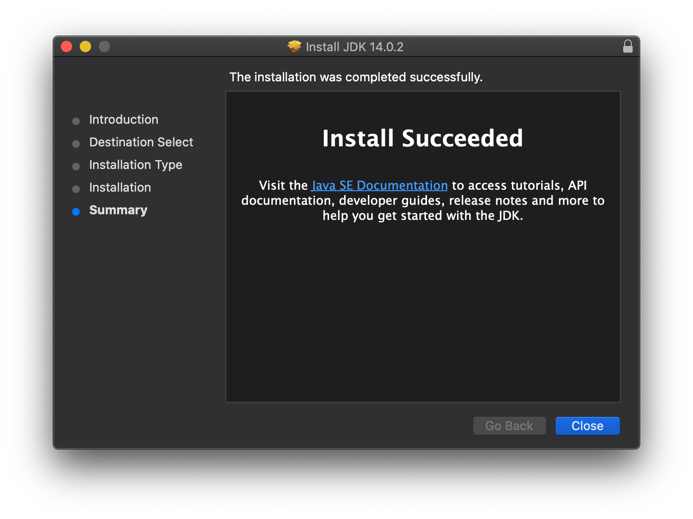 Install JDK 14.0.2
The installation was completed successfully.
Introduction
Destination Select
Installation Type
Installation
Summary
Install Succeeded
Visit the Java SE Documentation to access tutorials, API
documentation, developer guides, release notes and more to
help you get started with the JDK.
Go Back
Close